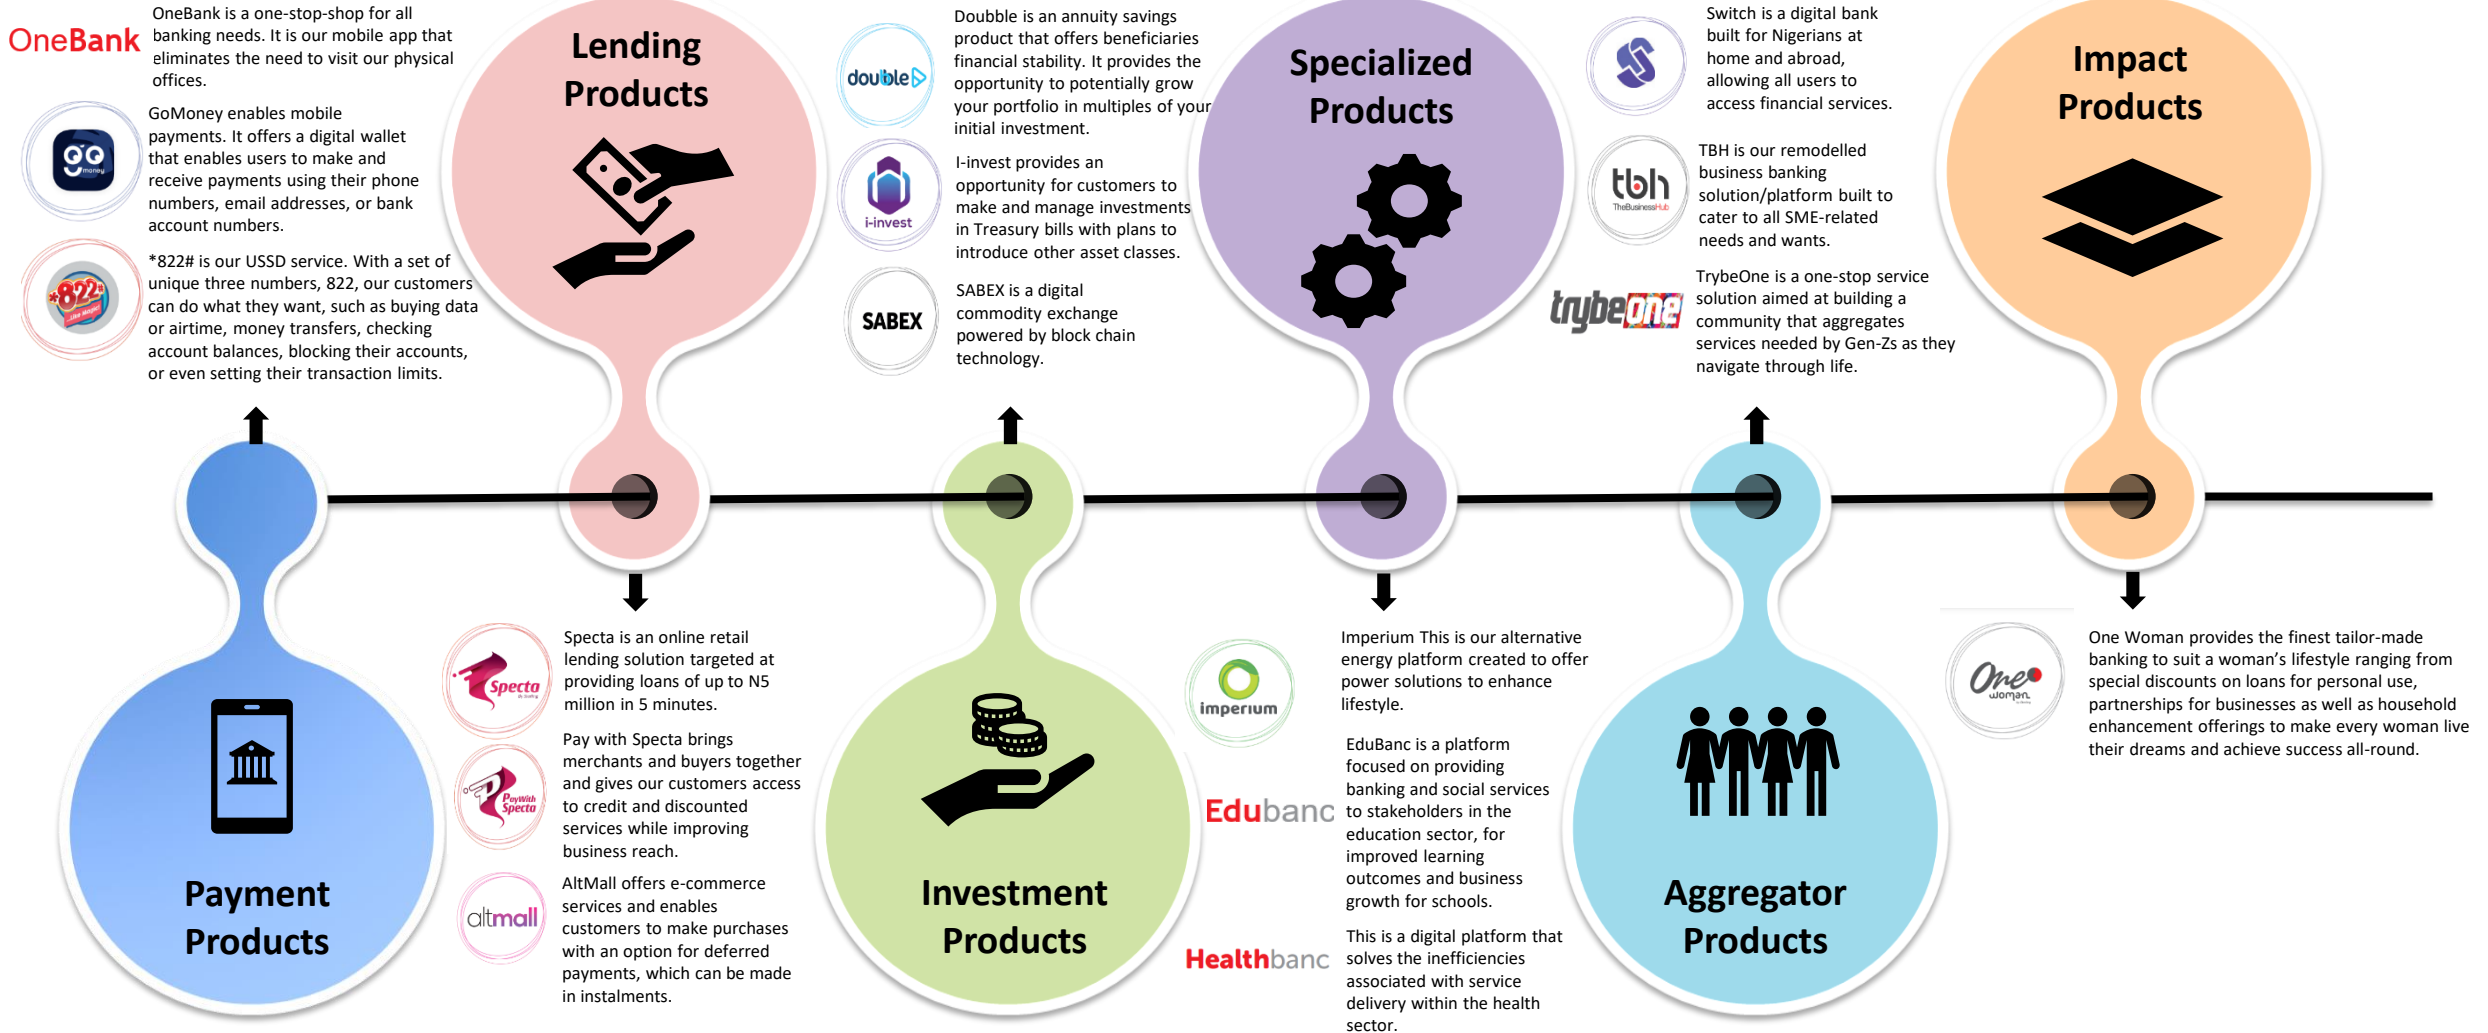 OneBank
OneBank is a one-stop-shop for all
banking needs. It is our mobile app that
eliminates the need to visit our physical
offices.
money
GoMoney enables mobile
payments. It offers a digital wallet
that enables users to make and
receive payments using their phone
numbers, email addresses, or bank
account numbers.
*822#
...Like Magic!
*822# is our USSD service. With a set of
unique three numbers, 822, our customers
can do what they want, such as buying data
or airtime, money transfers, checking
account balances, blocking their accounts,
or even setting their transaction limits.
Payment
Products
Lending
Products
Specta
Specta is an online retail
lending solution targeted at
providing loans of up to N5
million in 5 minutes.
PayWith
Specta
Pay with Specta brings
merchants and buyers together
and gives our customers access
to credit and discounted
services while improving
business reach.
altmall
AltMall offers e-commerce
services and enables
customers to make purchases
with an option for deferred
payments, which can be made
in instalments.
double
Doubble is an annuity savings
product that offers beneficiaries
financial stability. It provides the
opportunity to potentially grow
your portfolio in multiples of your
initial investment.
i-invest
I-invest provides an
opportunity for customers to
make and manage investments
in Treasury bills with plans to
introduce other asset classes.
SABEX
SABEX is a digital
commodity exchange
powered by block chain
technology.
Investment
Products
Specialized
Products
imperium
Imperium This is our alternative
energy platform created to offer
power solutions to enhance
lifestyle.
Edubanc
EduBanc is a platform
focused on providing
banking and social services
to stakeholders in the
education sector, for
improved learning
outcomes and business
growth for schools.
Healthbanc
This is a digital platform that
solves the inefficiencies
associated with service
delivery within the health
sector.
Switch is a digital bank
built for Nigerians at
home and abroad,
allowing all users to
access financial services.
tbh
TheBusinessHub
TBH is our remodelled
business banking
solution/platform built to
cater to all SME-related
needs and wants.
trybeone
TrybeOne is a one-stop service
solution aimed at building a
community that aggregates
services needed by Gen-Zs as they
navigate through life.
Aggregator
Products
Impact
Products
One
woman
One Woman provides the finest tailor-made
banking to suit a woman’s lifestyle ranging from
special discounts on loans for personal use,
partnerships for businesses as well as household
enhancement offerings to make every woman live
their dreams and achieve success all-round.